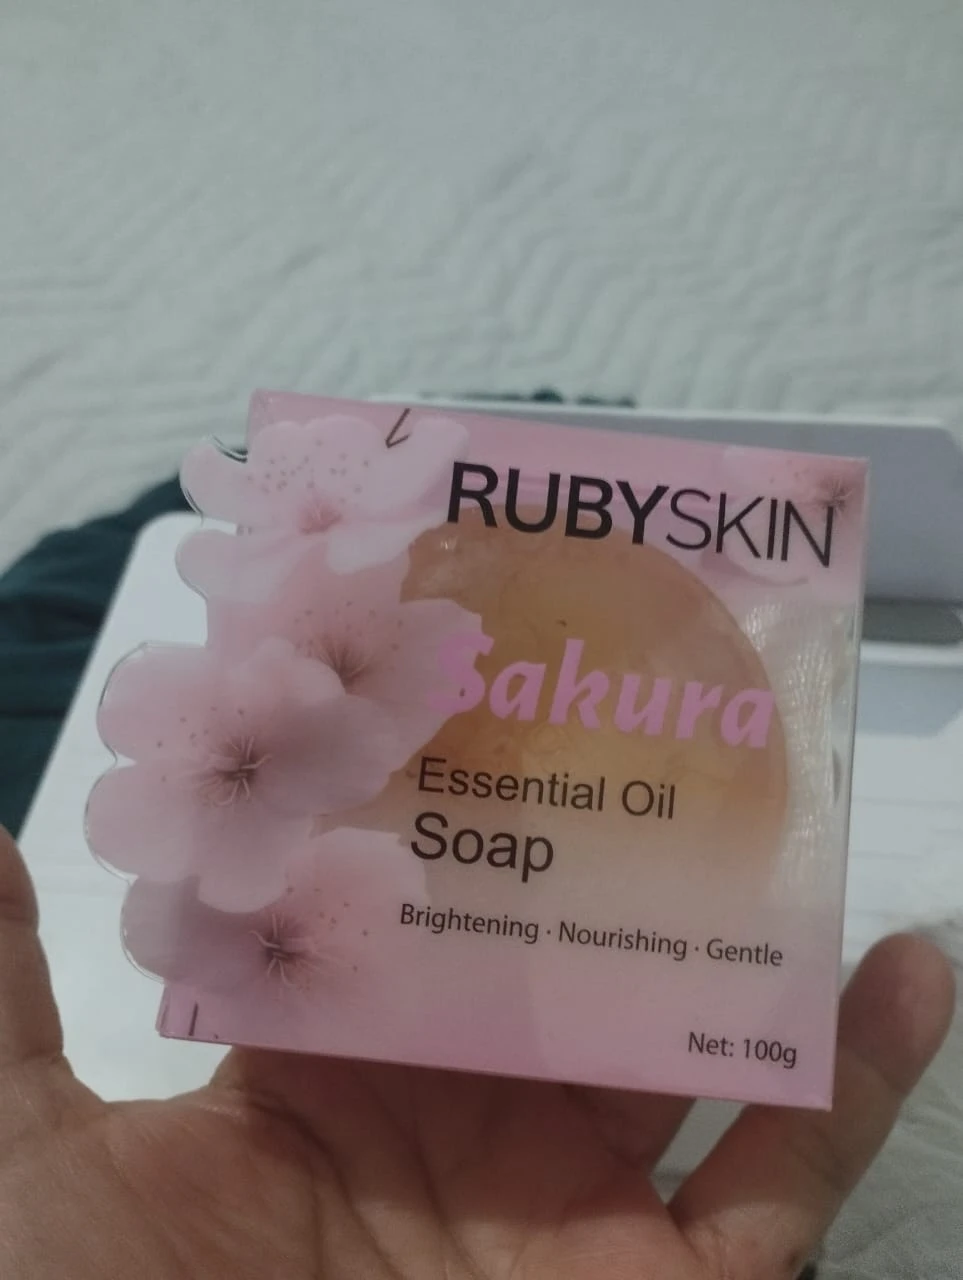 RUBYSKIN
Sakura
Essential Oil
Soap
Brightening · Nourishing · Gentle
Net: 100g